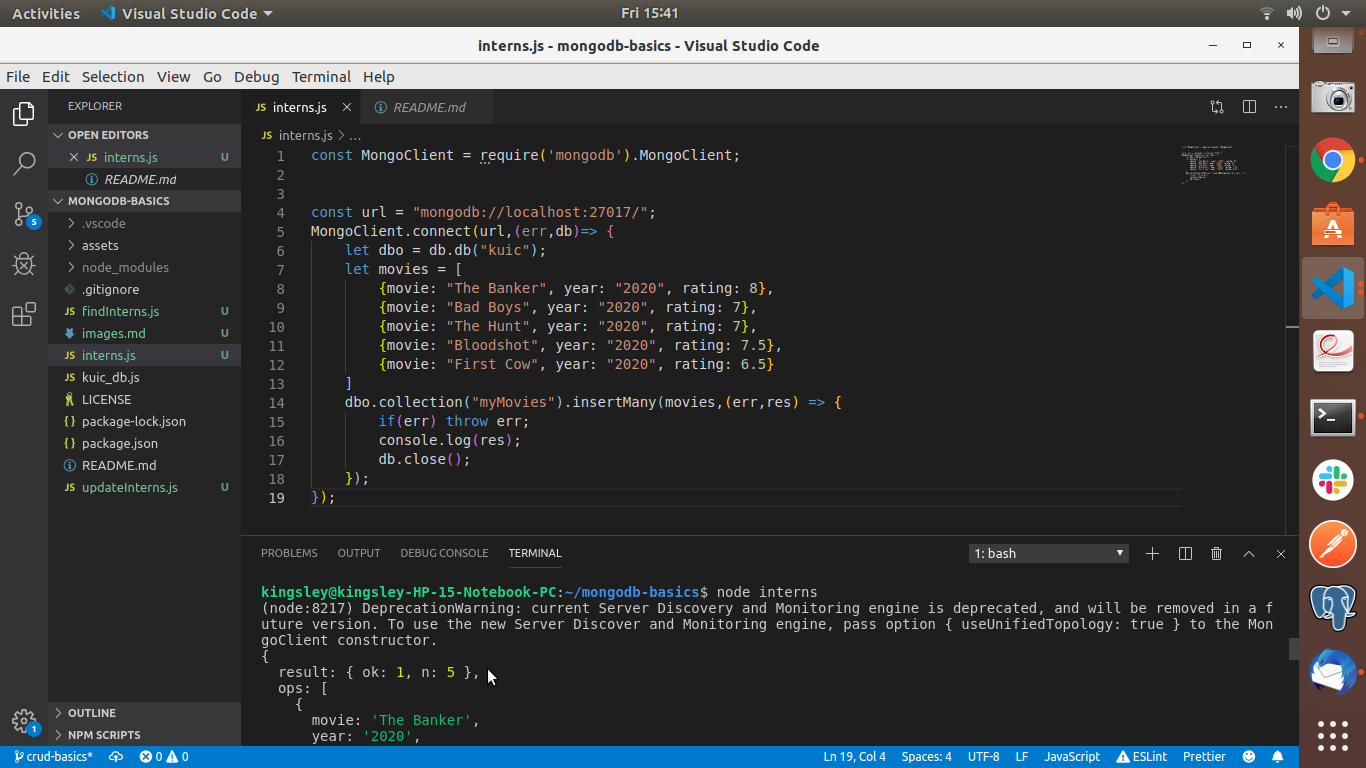 Activities Visual Studio Code Fri 15:41
interns.js - mongodb-basics - Visual Studio Code
File Edit Selection View Go Debug Terminal Help
EXPLORER
OPEN EDITORS
interns.js U
README.md
MONGODB-BASICS
.vscode
assets
node_modules
.gitignore
findInterns.js U
images.md U
interns.js U
kuic_db.js
LICENSE
package-lock.json
package.json
README.md
updateInterns.js U
OUTLINE
NPM SCRIPTS
5
1
JS interns.js README.md
JS interns.js > ...
1 const MongoClient = require('mongodb').MongoClient;
2
3
4 const url = "mongodb://localhost:27017/";
5 MongoClient.connect(url,(err,db)=> {
6 let dbo = db.db("kuic");
7 let movies = [
8 {movie: "The Banker", year: "2020", rating: 8},
9 {movie: "Bad Boys", year: "2020", rating: 7},
10 {movie: "The Hunt", year: "2020", rating: 7},
11 {movie: "Bloodshot", year: "2020", rating: 7.5},
12 {movie: "First Cow", year: "2020", rating: 6.5}
13 ]
14 dbo.collection("myMovies").insertMany(movies,(err,res) => {
15 if(err) throw err;
16 console.log(res);
17 db.close();
18 });
19 });
PROBLEMS OUTPUT DEBUG CONSOLE TERMINAL 1: bash
kingsley@kingsley-HP-15-Notebook-PC:~/mongodb-basics$ node interns
(node:8217) DeprecationWarning: current Server Discovery and Monitoring engine is deprecated, and will be removed in a f
uture version. To use the new Server Discover and Monitoring engine, pass option { useUnifiedTopology: true } to the Mon
goClient constructor.
{
result: { ok: 1, n: 5 },
ops: [
{
movie: 'The Banker',
year: '2020',
crud-basics* 0 0 Ln 19, Col 4 Spaces: 4 UTF-8 LF JavaScript ESLint Prettier